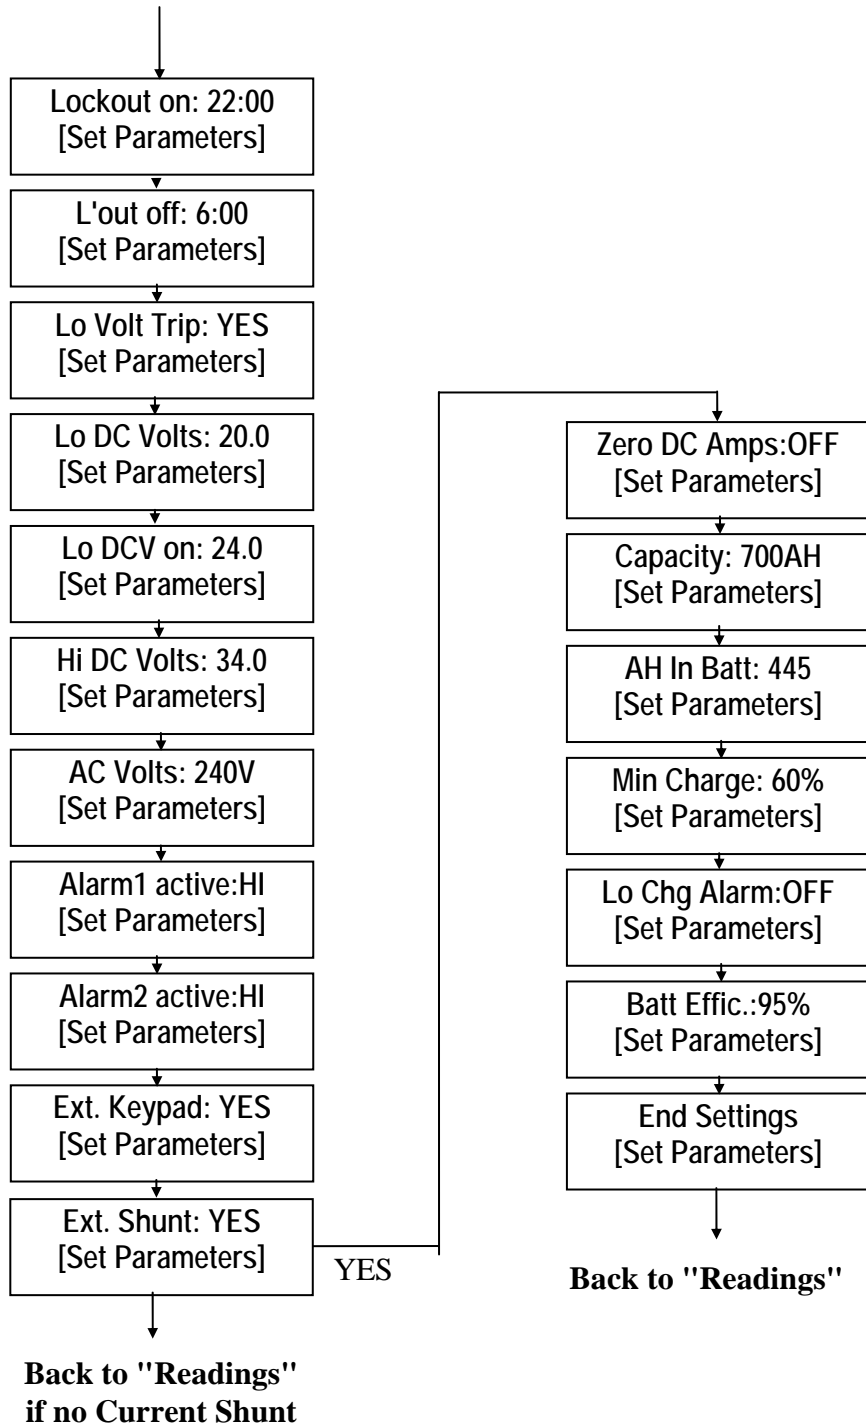 Lockout on: 22:00
[Set Parameters]
L'out off: 6:00
[Set Parameters]
Lo Volt Trip: YES
[Set Parameters]
Lo DC Volts: 20.0
[Set Parameters]
Lo DCV on: 24.0
[Set Parameters]
Hi DC Volts: 34.0
[Set Parameters]
AC Volts: 240V
[Set Parameters]
Alarm1 active:HI
[Set Parameters]
Alarm2 active:HI
[Set Parameters]
Ext. Keypad: YES
[Set Parameters]
Ext. Shunt: YES
[Set Parameters]
YES
Back to "Readings"
if no Current Shunt
Zero DC Amps:OFF
[Set Parameters]
Capacity: 700AH
[Set Parameters]
AH In Batt: 445
[Set Parameters]
Min Charge: 60%
[Set Parameters]
Lo Chg Alarm:OFF
[Set Parameters]
Batt Effic.:95%
[Set Parameters]
End Settings
[Set Parameters]
Back to "Readings"